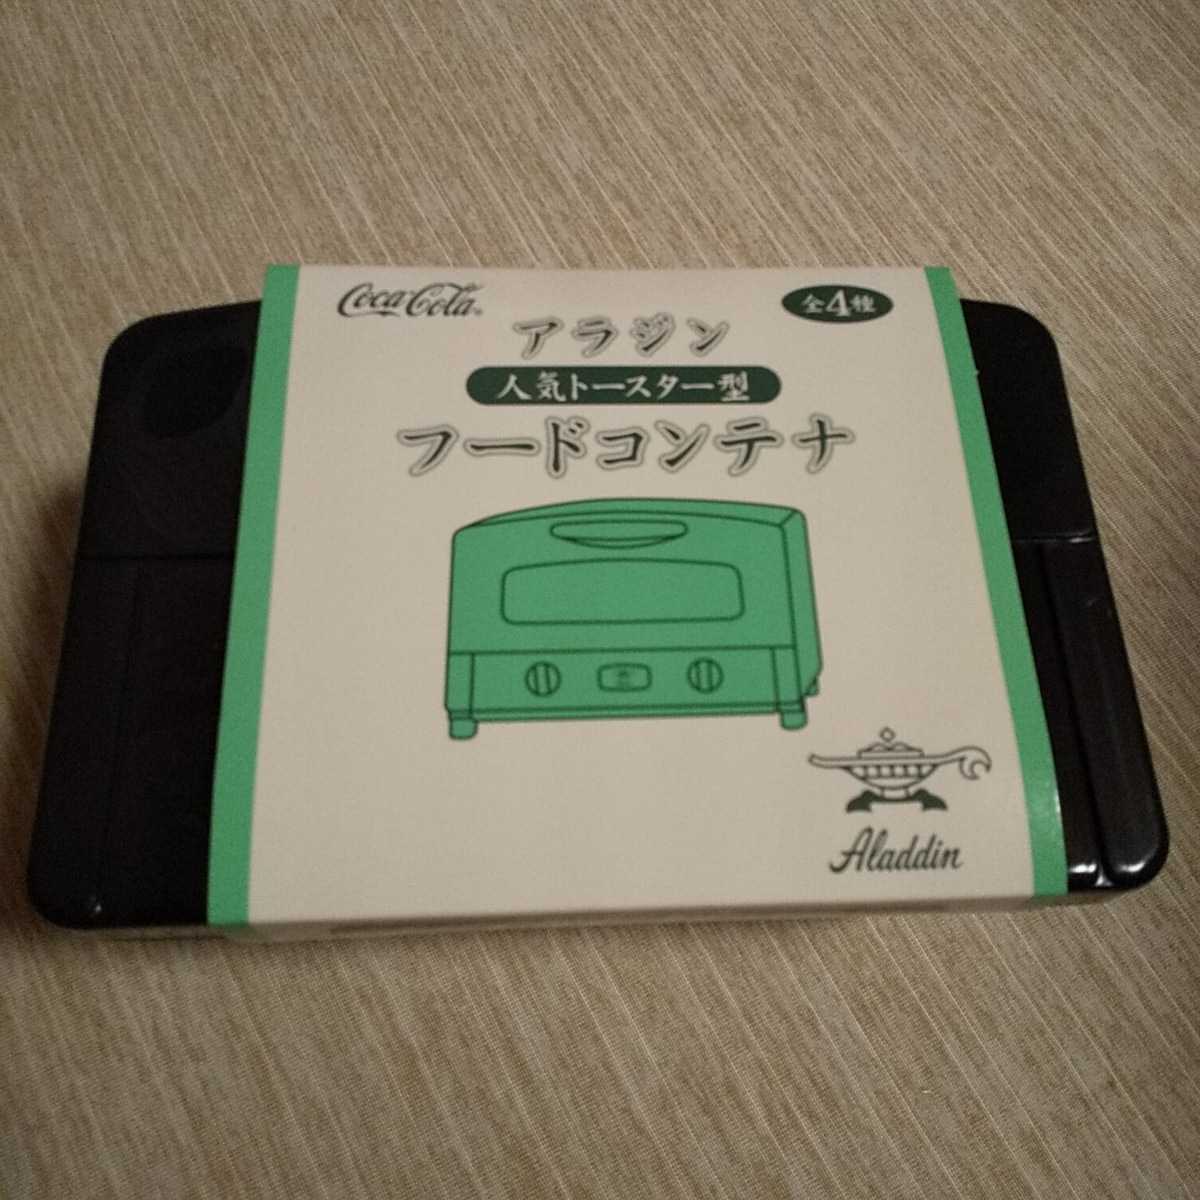 Coca-Cola
全4種
アラジン
人気トースター型
フードコンテナ
Aladdin